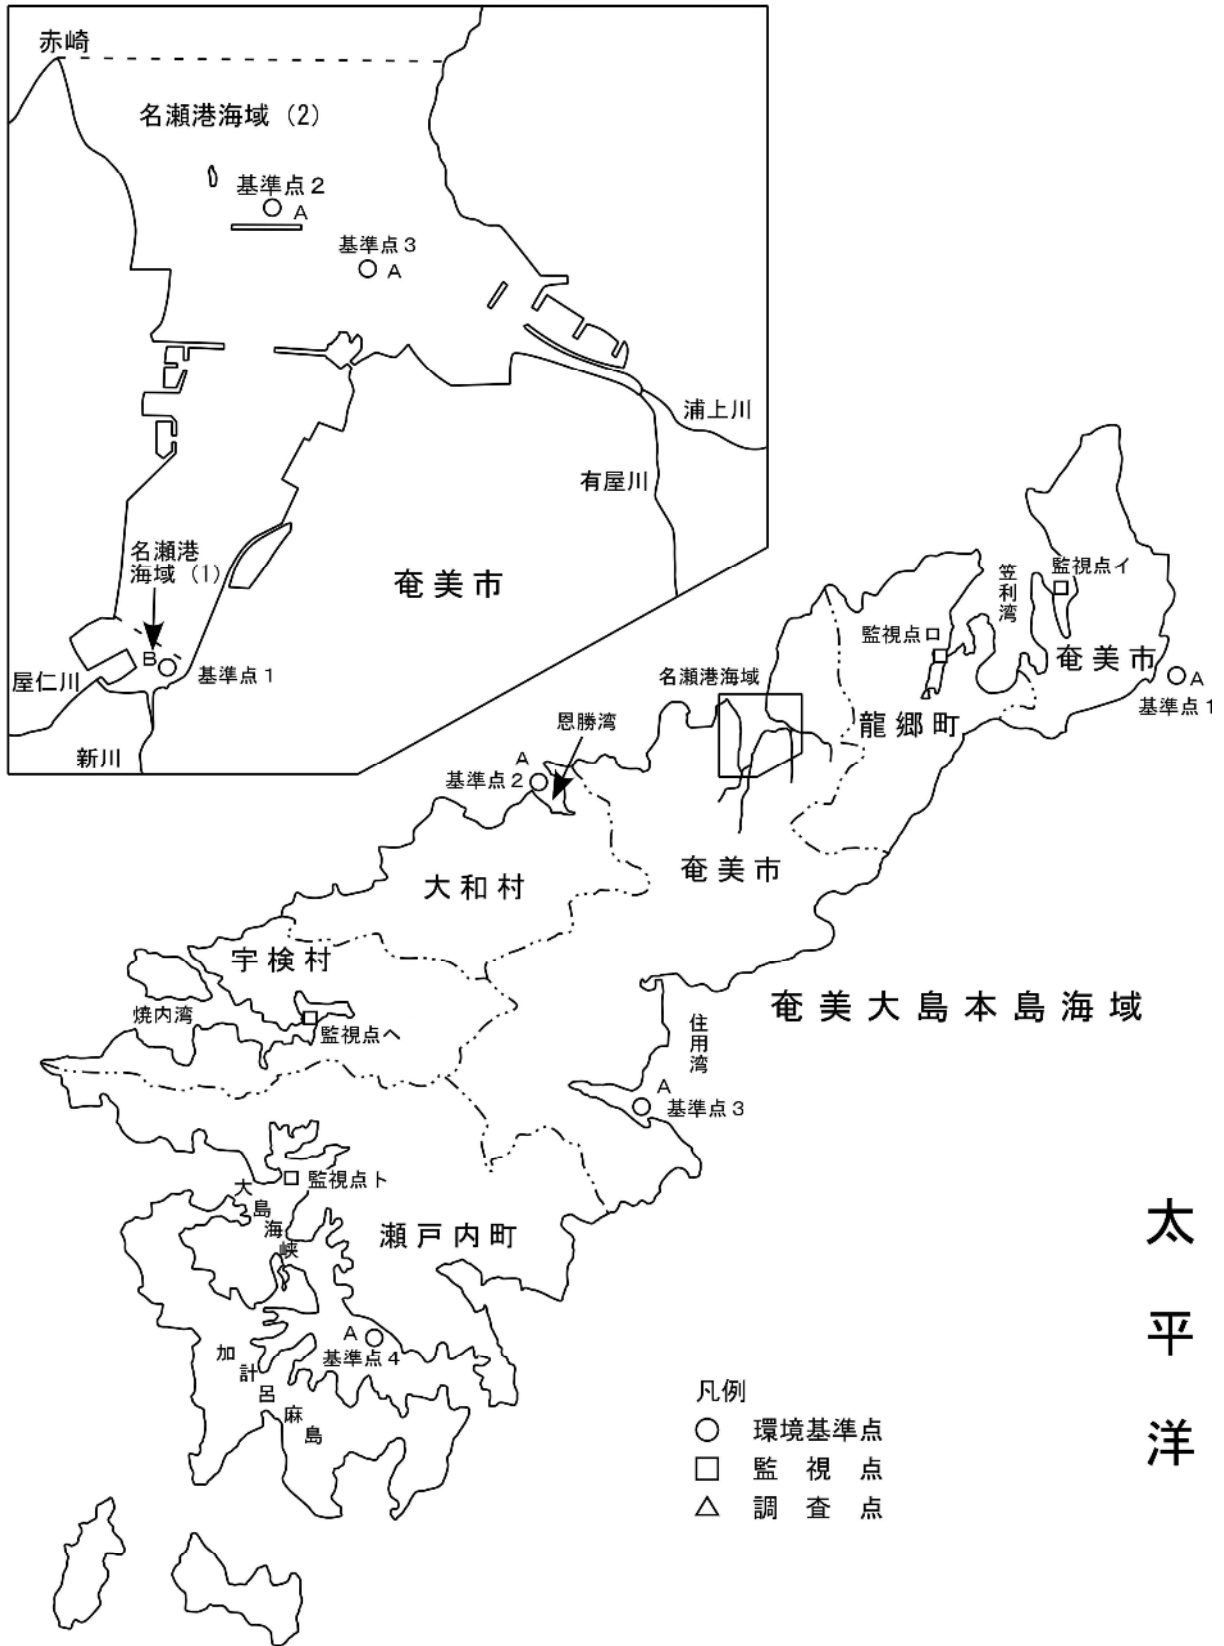 赤崎
名瀬港海域(2)
基準点2
A
基準点3
A
浦上川
有屋川
名瀬港
海域(1)
奄美市
B
基準点1
屋仁川
新川
笠利湾
監視点イ
監視点ロ
奄美市
A
基準点1
名瀬港海域
龍郷町
恩勝湾
A
基準点2
奄美市
大和村
宇検村
焼内湾
監視点ヘ
奄美大島本島海域
住用湾
A
基準点3
監視点ト
大島海峡
瀬戸内町
太平洋
A
基準点4
加計呂麻島
凡例
○ 環境基準点
□ 監視点
△ 調査点